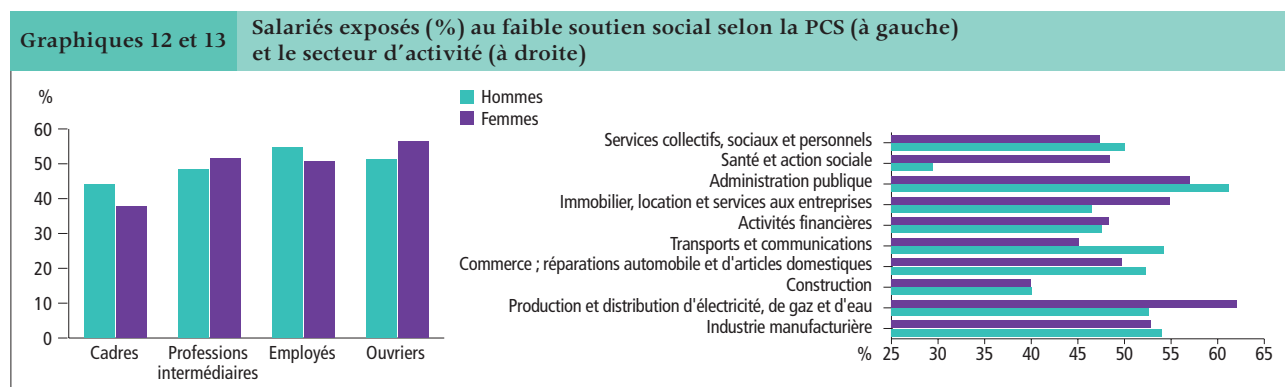 Graphiques 12 et 13
Salariés exposés (%) au faible soutien social selon la PCS (à gauche)
et le secteur d'activité (à droite)
%
60
50
40
30
20
10
0
Cadres
Professions
intermédiaires
Employés
Ouvriers
Hommes
Femmes
Services collectifs, sociaux et personnels
Santé et action sociale
Administration publique
Immobilier, location et services aux entreprises
Activités financières
Transports et communications
Commerce ; réparations automobile et d'articles domestiques
Construction
Production et distribution d'électricité, de gaz et d'eau
Industrie manufacturière
% 25 30 35 40 45 50 55 60 65